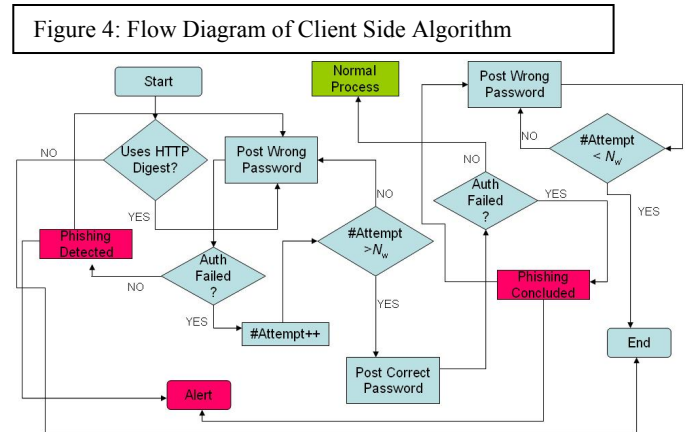 Figure 4: Flow Diagram of Client Side Algorithm
Start
Uses HTTP
Digest?
NO
YES
Post Wrong
Password
Phishing
Detected
Auth
Failed
?
NO
YES
#Attempt++
Alert
Normal
Process
NO
#Attempt
>Nw
YES
Post Correct
Password
NO
Auth
Failed
?
YES
Phishing
Concluded
Post Wrong
Password
NO
#Attempt
< Nw
YES
End